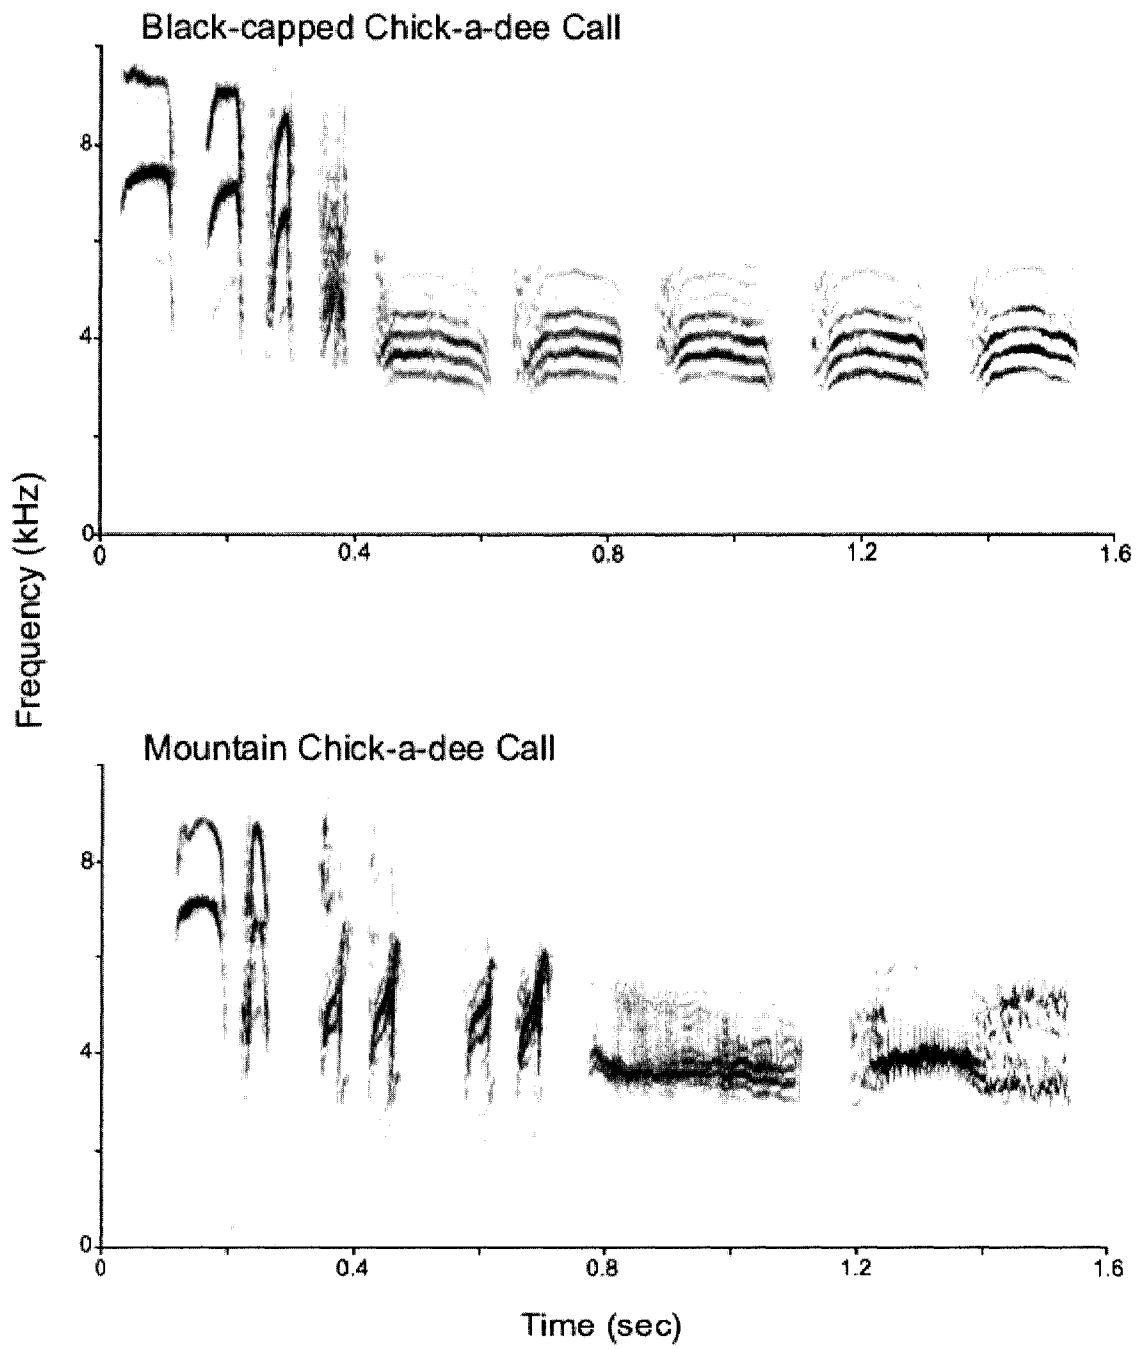 Black-capped Chick-a-dee Call
8
4
0
0 0.4 0.8 1.2 1.6
Frequency (kHz)
Mountain Chick-a-dee Call
8
4
0
0 0.4 0.8 1.2 1.6
Time (sec)